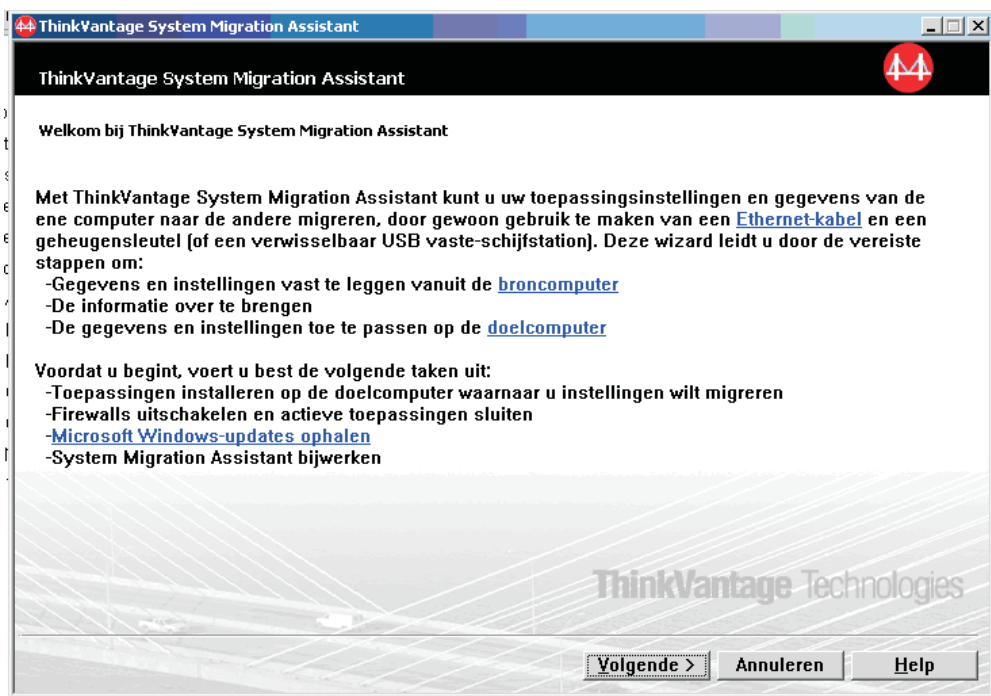 ThinkVantage System Migration Assistant
ThinkVantage System Migration Assistant
Welkom bij ThinkVantage System Migration Assistant
Met ThinkVantage System Migration Assistant kunt u uw toepassingsinstellingen en gegevens van de
ene computer naar de andere migreren, door gewoon gebruik te maken van een Ethernet-kabel en een
geheugensleutel (of een verwisselbaar USB vaste-schijfstation). Deze wizard leidt u door de vereiste
stappen om:
-Gegevens en instellingen vast te leggen vanuit de broncomputer
-De informatie over te brengen
-De gegevens en instellingen toe te passen op de doelcomputer
Voordat u begint, voert u best de volgende taken uit:
-Toepassingen installeren op de doelcomputer waarnaar u instellingen wilt migreren
-Firewalls uitschakelen en actieve toepassingen sluiten
-Microsoft Windows-updates ophalen
-System Migration Assistant bijwerken
ThinkVantage Technologies
Volgende > Annuleren Help